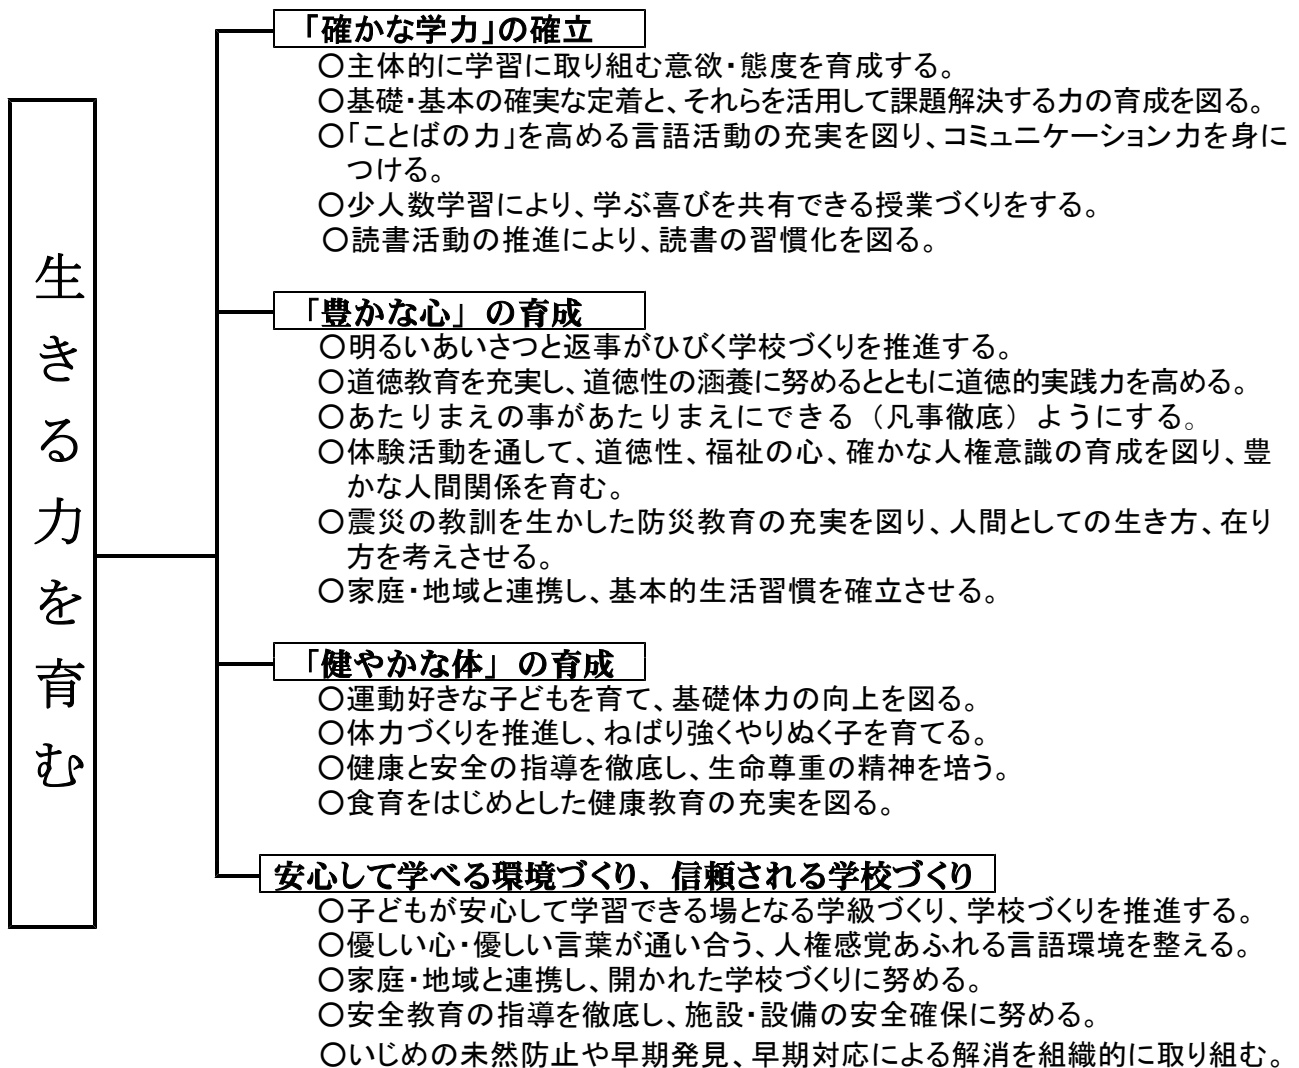 生きる力を育む
「確かな学力」の確立
○主体的に学習に取り組む意欲・態度を育成する。
○基礎・基本の確実な定着と、それらを活用して課題解決する力の育成を図る。
○「ことばの力」を高める言語活動の充実を図り、コミュニケーション力を身に
つける。
○少人数学習により、学ぶ喜びを共有できる授業づくりをする。
○読書活動の推進により、読書の習慣化を図る。
「豊かな心」の育成
○明るいあいさつと返事がひびく学校づくりを推進する。
○道徳教育を充実し、道徳性の涵養に努めるとともに道徳的実践力を高める。
○あたりまえの事があたりまえにできる（凡事徹底）ようにする。
○体験活動を通して、道徳性、福祉の心、確かな人権意識の育成を図り、豊
かな人間関係を育む。
○震災の教訓を生かした防災教育の充実を図り、人間としての生き方、在り
方を考えさせる。
○家庭・地域と連携し、基本的生活習慣を確立させる。
「健やかな体」の育成
○運動好きな子どもを育て、基礎体力の向上を図る。
○体力づくりを推進し、ねばり強くやりぬく子を育てる。
○健康と安全の指導を徹底し、生命尊重の精神を培う。
○食育をはじめとした健康教育の充実を図る。
安心して学べる環境づくり、信頼される学校づくり
○子どもが安心して学習できる場となる学級づくり、学校づくりを推進する。
○優しい心・優しい言葉が通い合う、人権感覚あふれる言語環境を整える。
○家庭・地域と連携し、開かれた学校づくりに努める。
○安全教育の指導を徹底し、施設・設備の安全確保に努める。
○いじめの未然防止や早期発見、早期対応による解消を組織的に取り組む。